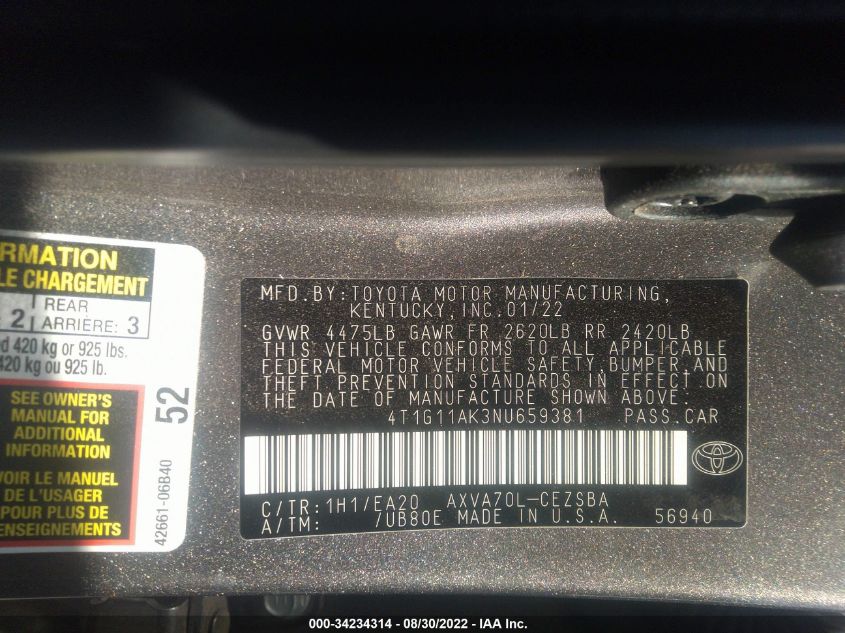 RMATION
LE CHARGEMENT
2 REAR
ARRIÈRE: 3
420 kg or 925 lbs.
420 kg ou 925 lb.
SEE OWNER'S
MANUAL FOR
ADDITIONAL
INFORMATION
VOIR LE MANUEL
DE L'USAGER
POUR PLUS DE
ENSEIGNEMENTS
52
42661-06B40
MFD.BY:TOYOTA MOTOR MANUFACTURING,
KENTUCKY,INC.01/22
GVWR 4475LB GAWR FR 2620LB RR 2420LB
THIS VEHICLE CONFORMS TO ALL APPLICABLE
FEDERAL MOTOR VEHICLE SAFETY,BUMPER,AND
THEFT PREVENTION STANDARDS IN EFFECT ON
THE DATE OF MANUFACTURE SHOWN ABOVE.
4T1G11AK3NU659381 PASS.CAR
C/TR:1H1/EA20 AXVA70L-CEZSBA
A/TM: 7UB80E MADE IN U.S.A. 56940
000-34234314 - 08/30/2022 - IAA Inc.